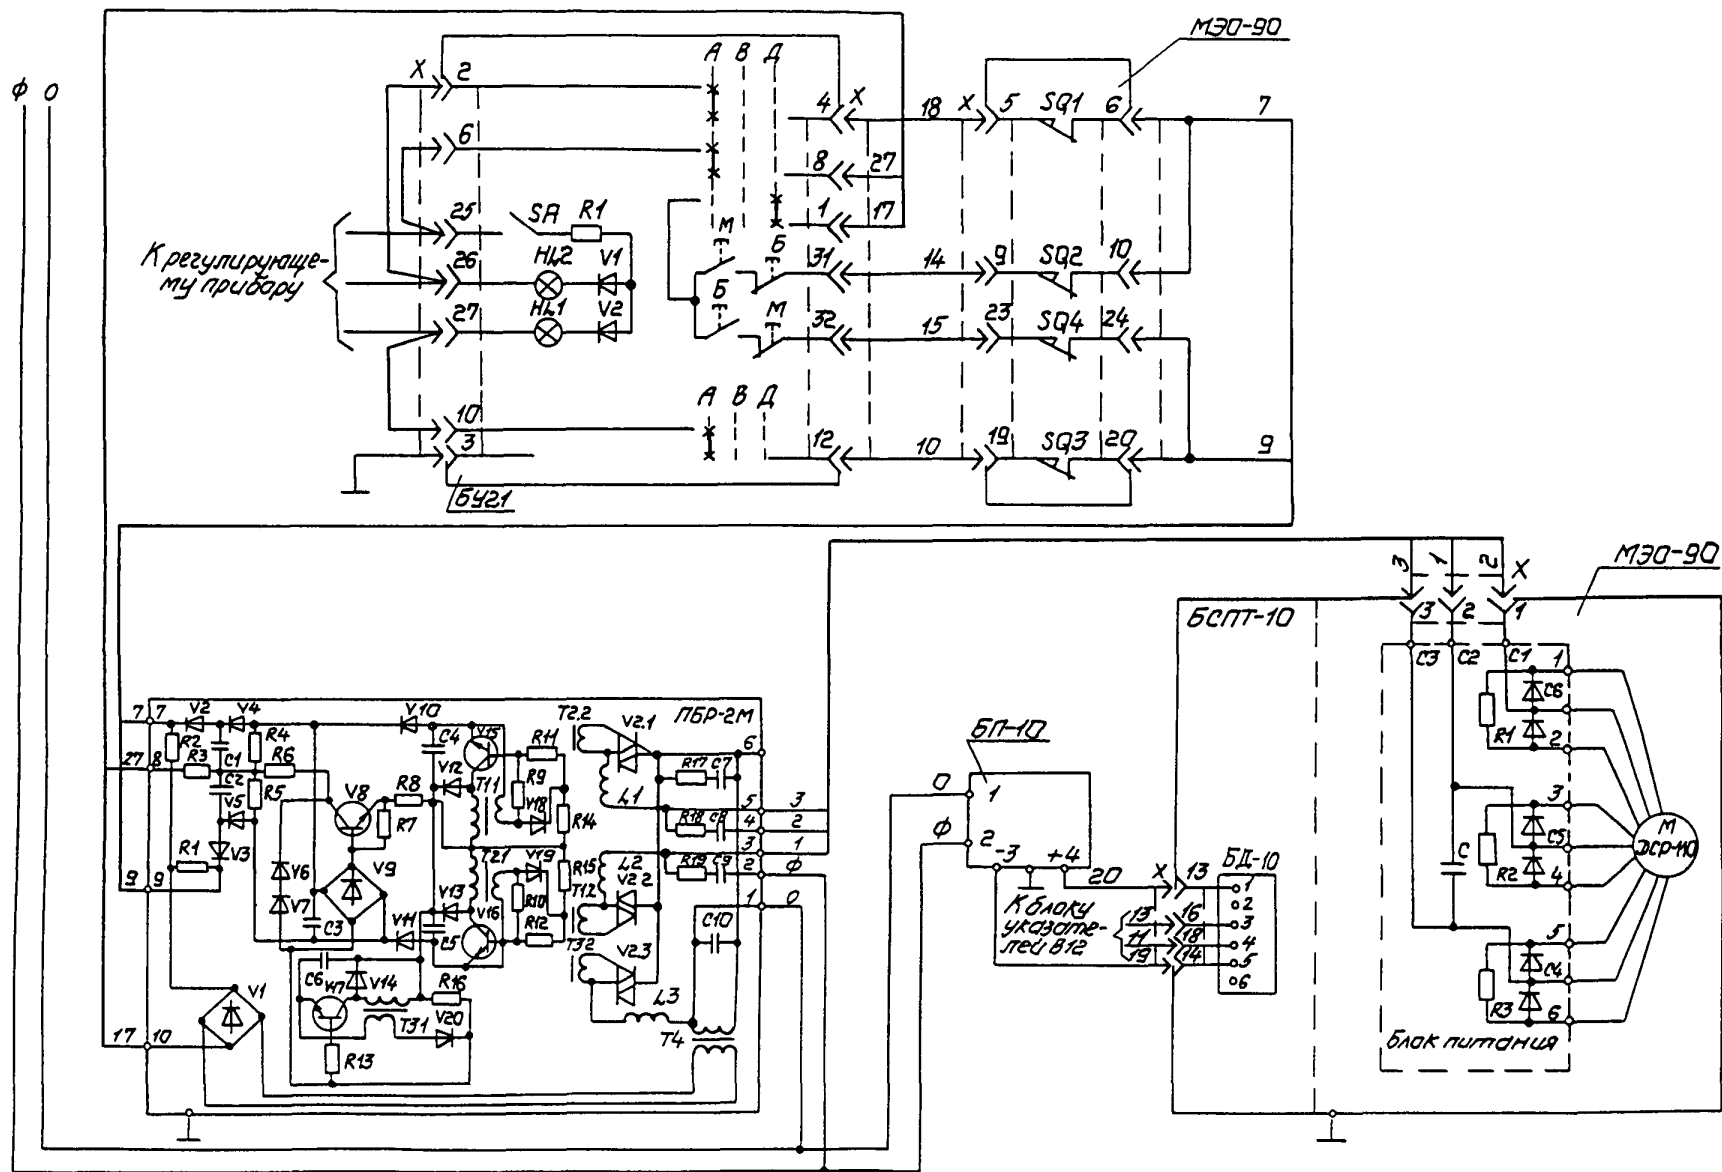 Ф О
МЭО-90
А В Д
Х 2
4 Х 18 Х 5 SQ1 6 7
6
8 27
25 SA R1
1 17
М Б
К регулирующе-
му прибору
26 HL2 V1
31 14 9 SQ2 10
27 HL1 V2
Б М
32 15 23 SQ4 24
А В Д
10
3
12 10 19 SQ3 20 9
БУ21
МЭО-90
3 1 2 Х
3 2 1
БСПТ-10
С3 С2 С1 1
С6
R1
2
3
С
С5
R2
4
5
С4
R3
6
М
ДСР-110
Блок питания
ПБР-2М
7 7 V2 V4 V10 V15 R11 T2.2 V2.1 6
R2 R4 C4
27 8 R3 C1 R6 V12 T1.1 R9 R17 C7
C2 R5 V8 R8 V18 L1 5 3
V5 R7 R14 R18 C8 4 2
R1 V3 V9 T2.1 V19 R15 L2 3 1
V6 V13 R10 T1.2 V2.2 R19 C9 2 Ф
9 9 V7 C3 V11 C5 V16 R12 1 0
T3.2 V2.3 C10
C6 V14 R16
V1 V17 L3
T3.1 V20 T4
17 10 R13
БП-10
0 1
Ф 2
-3 +4
20 Х 13 БД-10
1
2
3
4
5
6
К блоку
указате-
лей В12
13 16
11 18
19 14